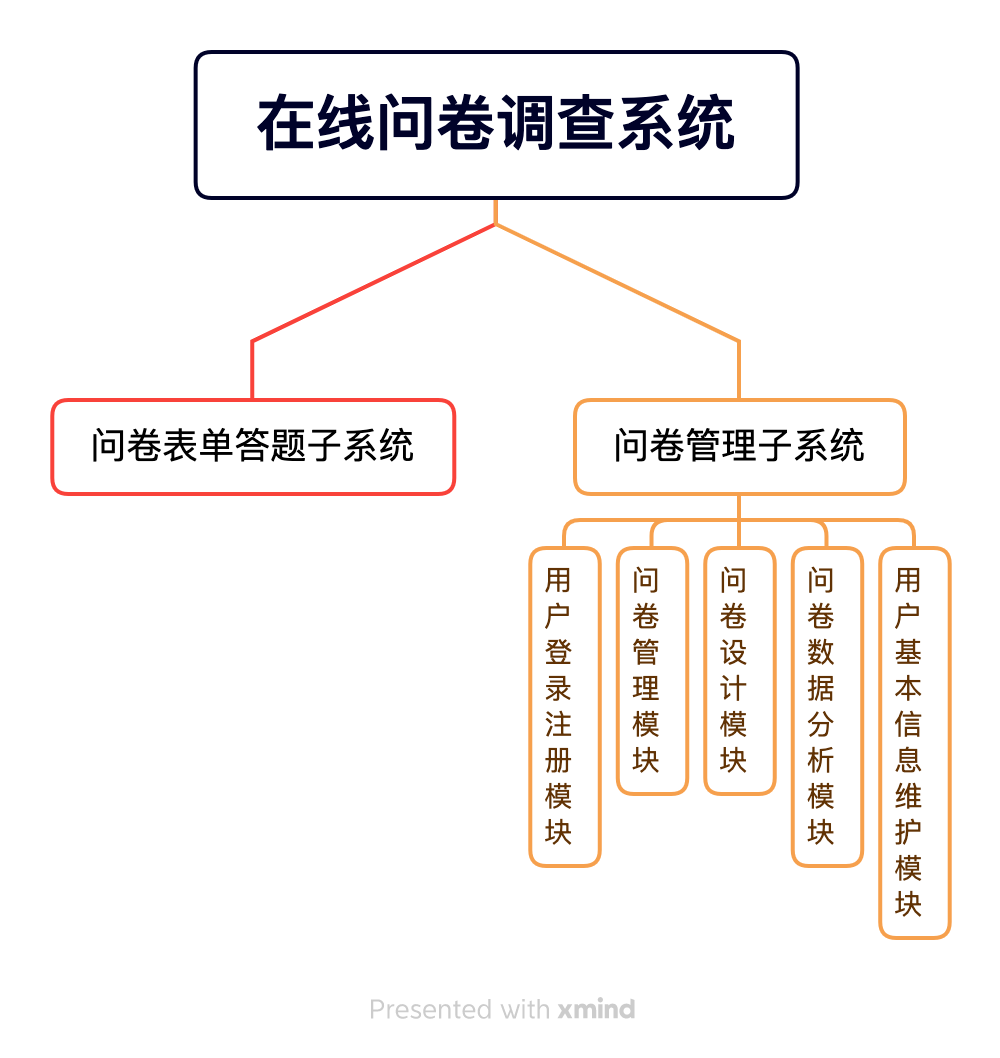 在线问卷调查系统
问卷表单答题子系统
问卷管理子系统
用户登录注册模块
问卷管理模块
问卷设计模块
问卷数据分析模块
用户基本信息维护模块
Presented with xmind